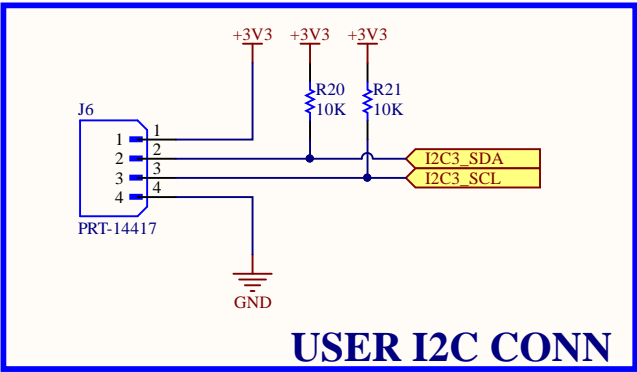 +3V3 +3V3 +3V3
R20 R21
10K 10K
J6
1 1
2 2
3 3
4 4
I2C3_SDA
I2C3_SCL
PRT-14417
GND
USER I2C CONN